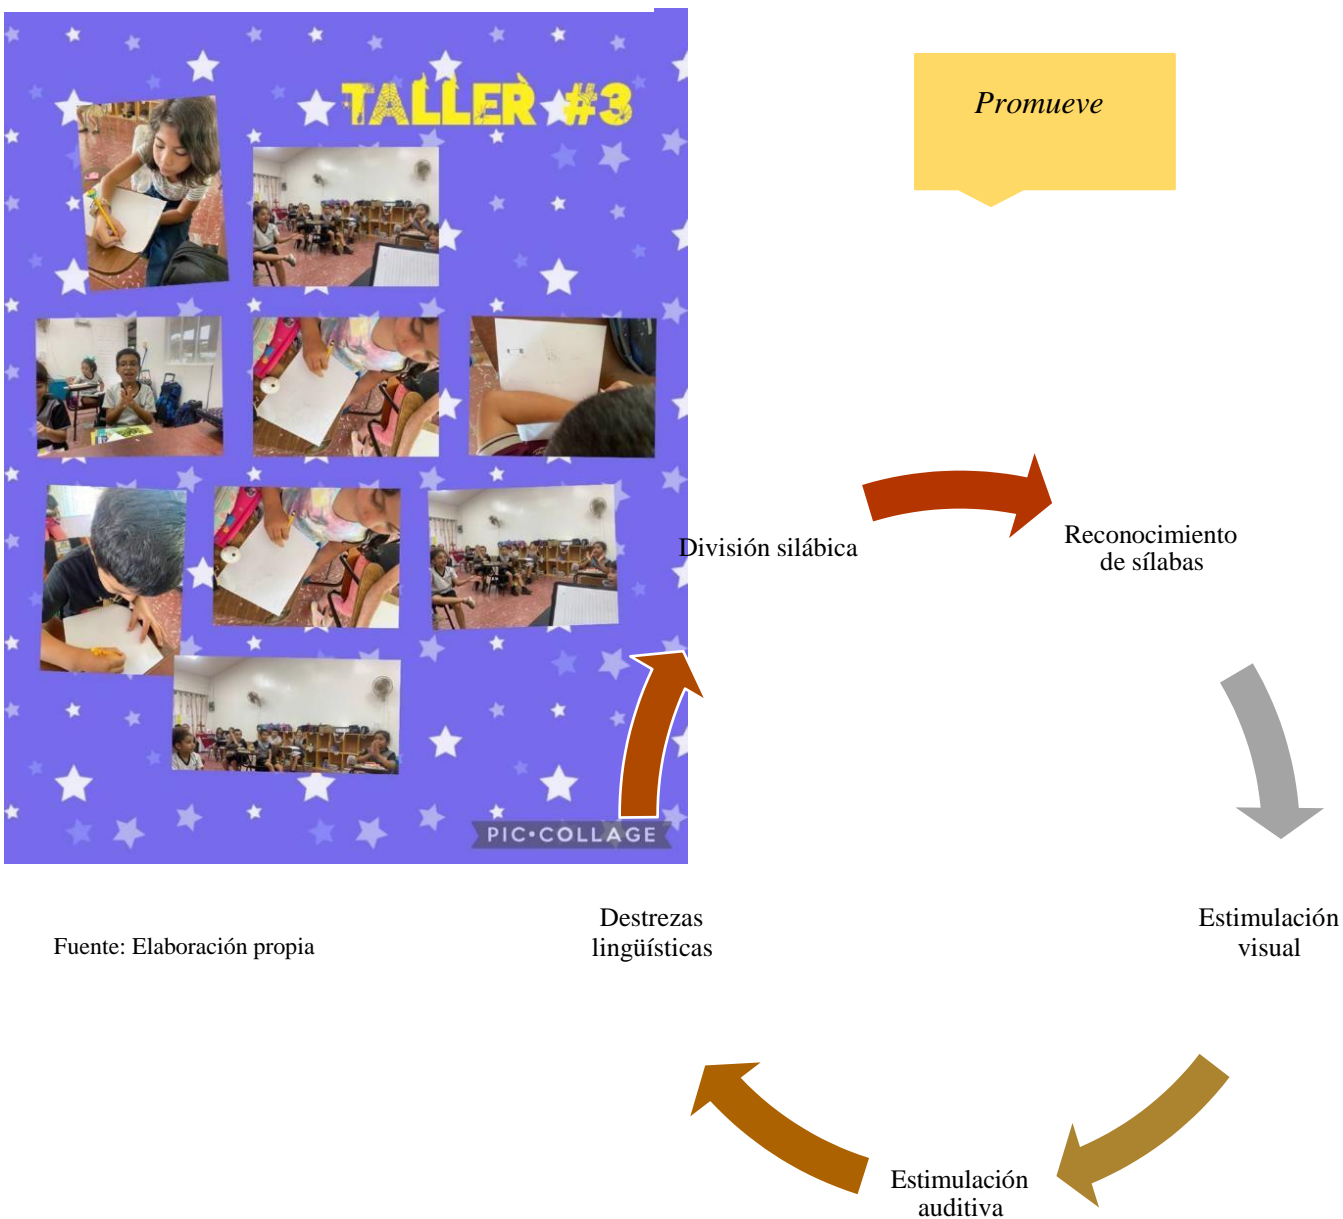 TALLER #3
Promueve
División silábica
Reconocimiento
de sílabas
PIC•COLLAGE
Destrezas
lingüísticas
Estimulación
visual
Fuente: Elaboración propia
Estimulación
auditiva